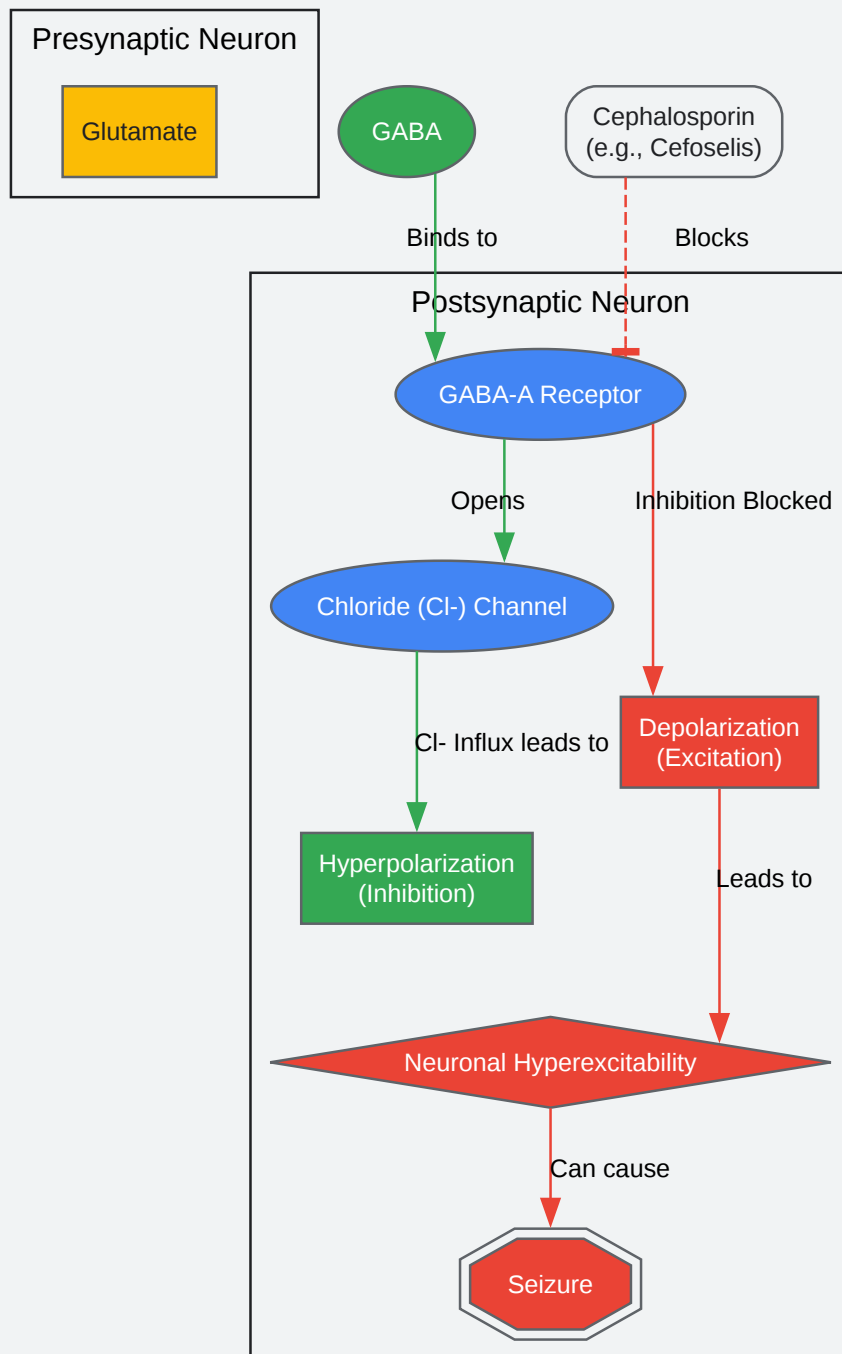 Presynaptic Neuron
Glutamate
GABA
Cephalosporin
(e.g., Cefoselis)
Binds to
Blocks
Postsynaptic Neuron
GABA-A Receptor
Opens
Inhibition Blocked
Chloride (Cl-) Channel
Cl- Influx leads to
Depolarization
(Excitation)
Hyperpolarization
(Inhibition)
Leads to
Neuronal Hyperexcitability
Can cause
Seizure